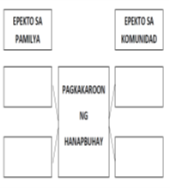 EPEKTO SA
PAMILYA
EPEKTO SA
KOMUNIDAD
PAGKAKAROON
NG
HANAPBUHAY